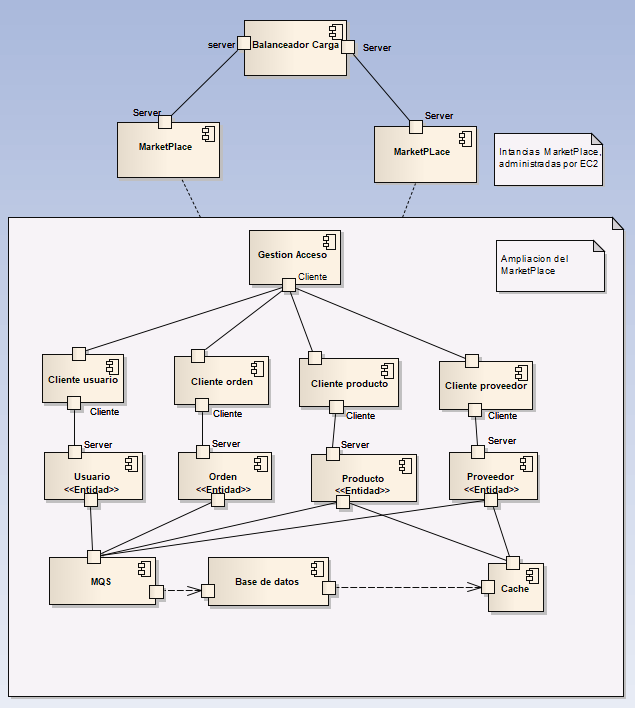 Balanceador Carga
server
Server
Server
Server
MarketPlace
MarketPLace
Intancias MarketPlace,
administradas por EC2
Gestion Acceso
Cliente
Ampliacion del
MarketPlace
Cliente usuario
Cliente orden
Cliente producto
Cliente proveedor
Cliente
Cliente
Cliente
Cliente
Server
Server
Server
Server
Usuario
<<Entidad>>
Orden
<<Entidad>>
Producto
<<Entidad>>
Proveedor
<<Entidad>>
MQS
Base de datos
Cache